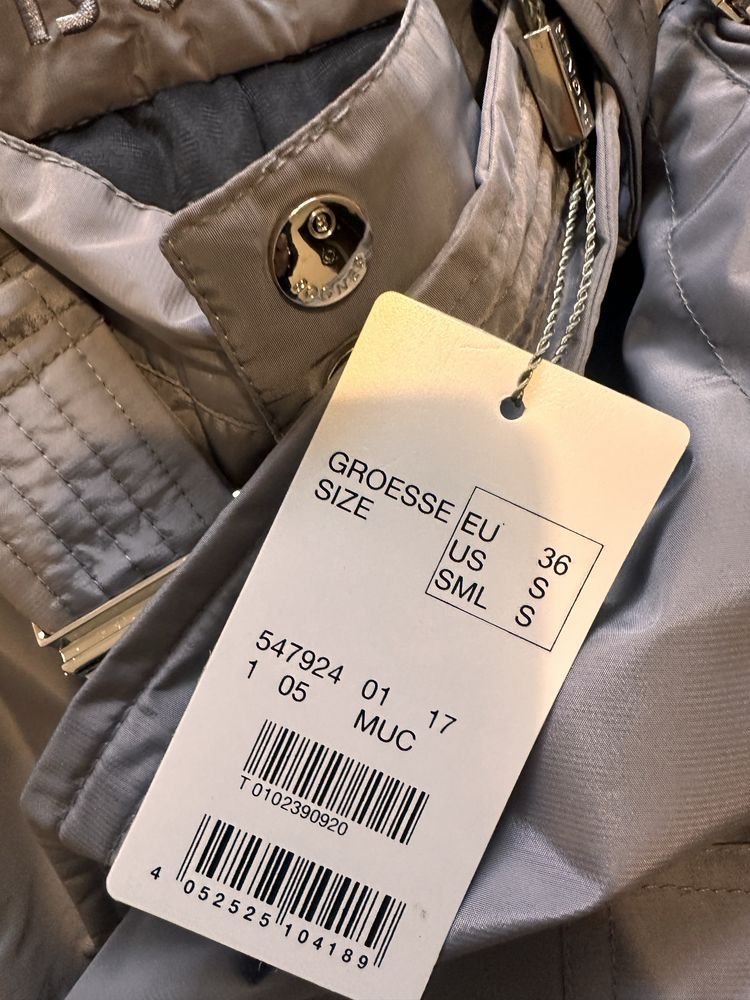 GROESSE EU 36
SIZE US S
SML S
547924 01 17
1 05 MUC
T 0102390920
4 052525 104189